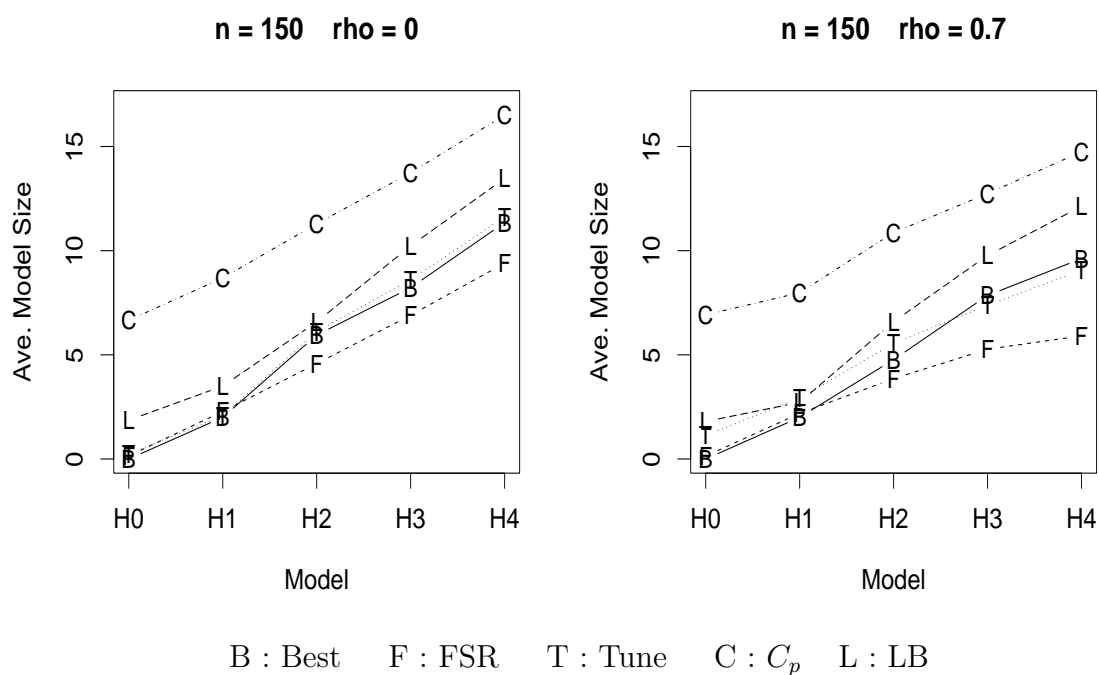 n = 150 rho = 0
n = 150 rho = 0.7
Ave. Model Size
15
10
5
0
C C C C C
L L L L L
T T T T T
B B B B B
F F F F F
H0 H1 H2 H3 H4
Model
Ave. Model Size
15
10
5
0
C C C C C
L L L L L
T T T T T
B B B B B
F F F F F
H0 H1 H2 H3 H4
Model
B : Best F : FSR T : Tune C : Cp L : LB